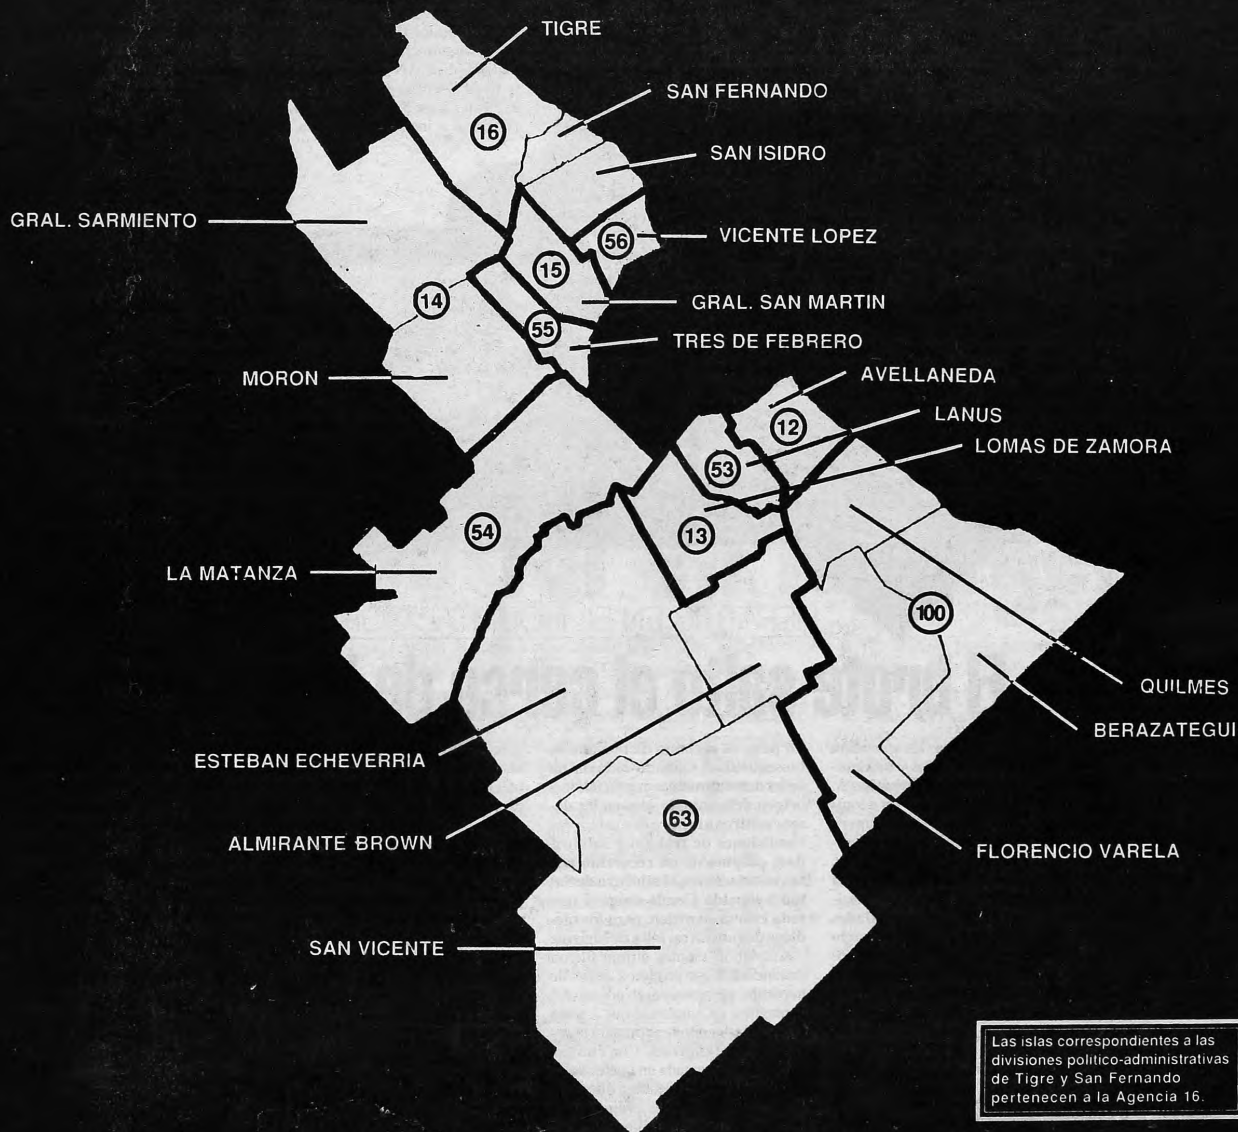 TIGRE
SAN FERNANDO
16
SAN ISIDRO
GRAL. SARMIENTO
VICENTE LOPEZ
56
15
14
GRAL. SAN MARTIN
55
TRES DE FEBRERO
MORON
AVELLANEDA
LANUS
12
LOMAS DE ZAMORA
53
54
13
LA MATANZA
100
QUILMES
BERAZATEGUI
ESTEBAN ECHEVERRIA
63
ALMIRANTE BROWN
FLORENCIO VARELA
SAN VICENTE
Las islas correspondientes a las
divisiones político-administrativas
de Tigre y San Fernando
pertenecen a la Agencia 16.